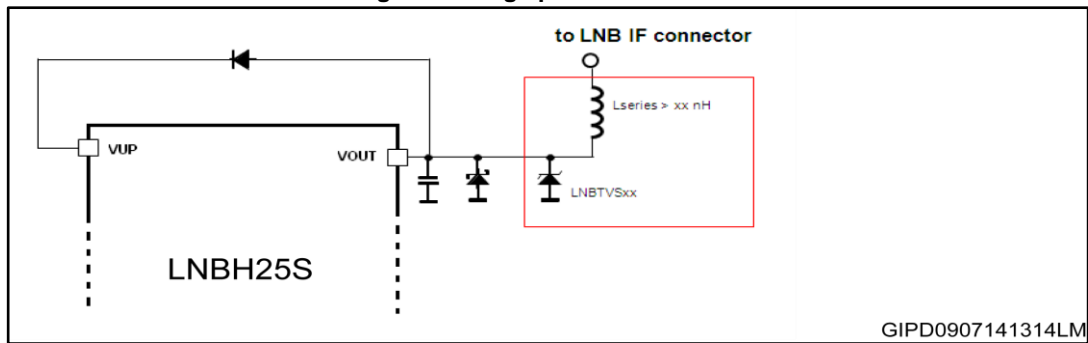 to LNB IF connector
Lseries > xx nH
VUP
VOUT
LNBTVSxx
LNBH25S
GIPD0907141314LM